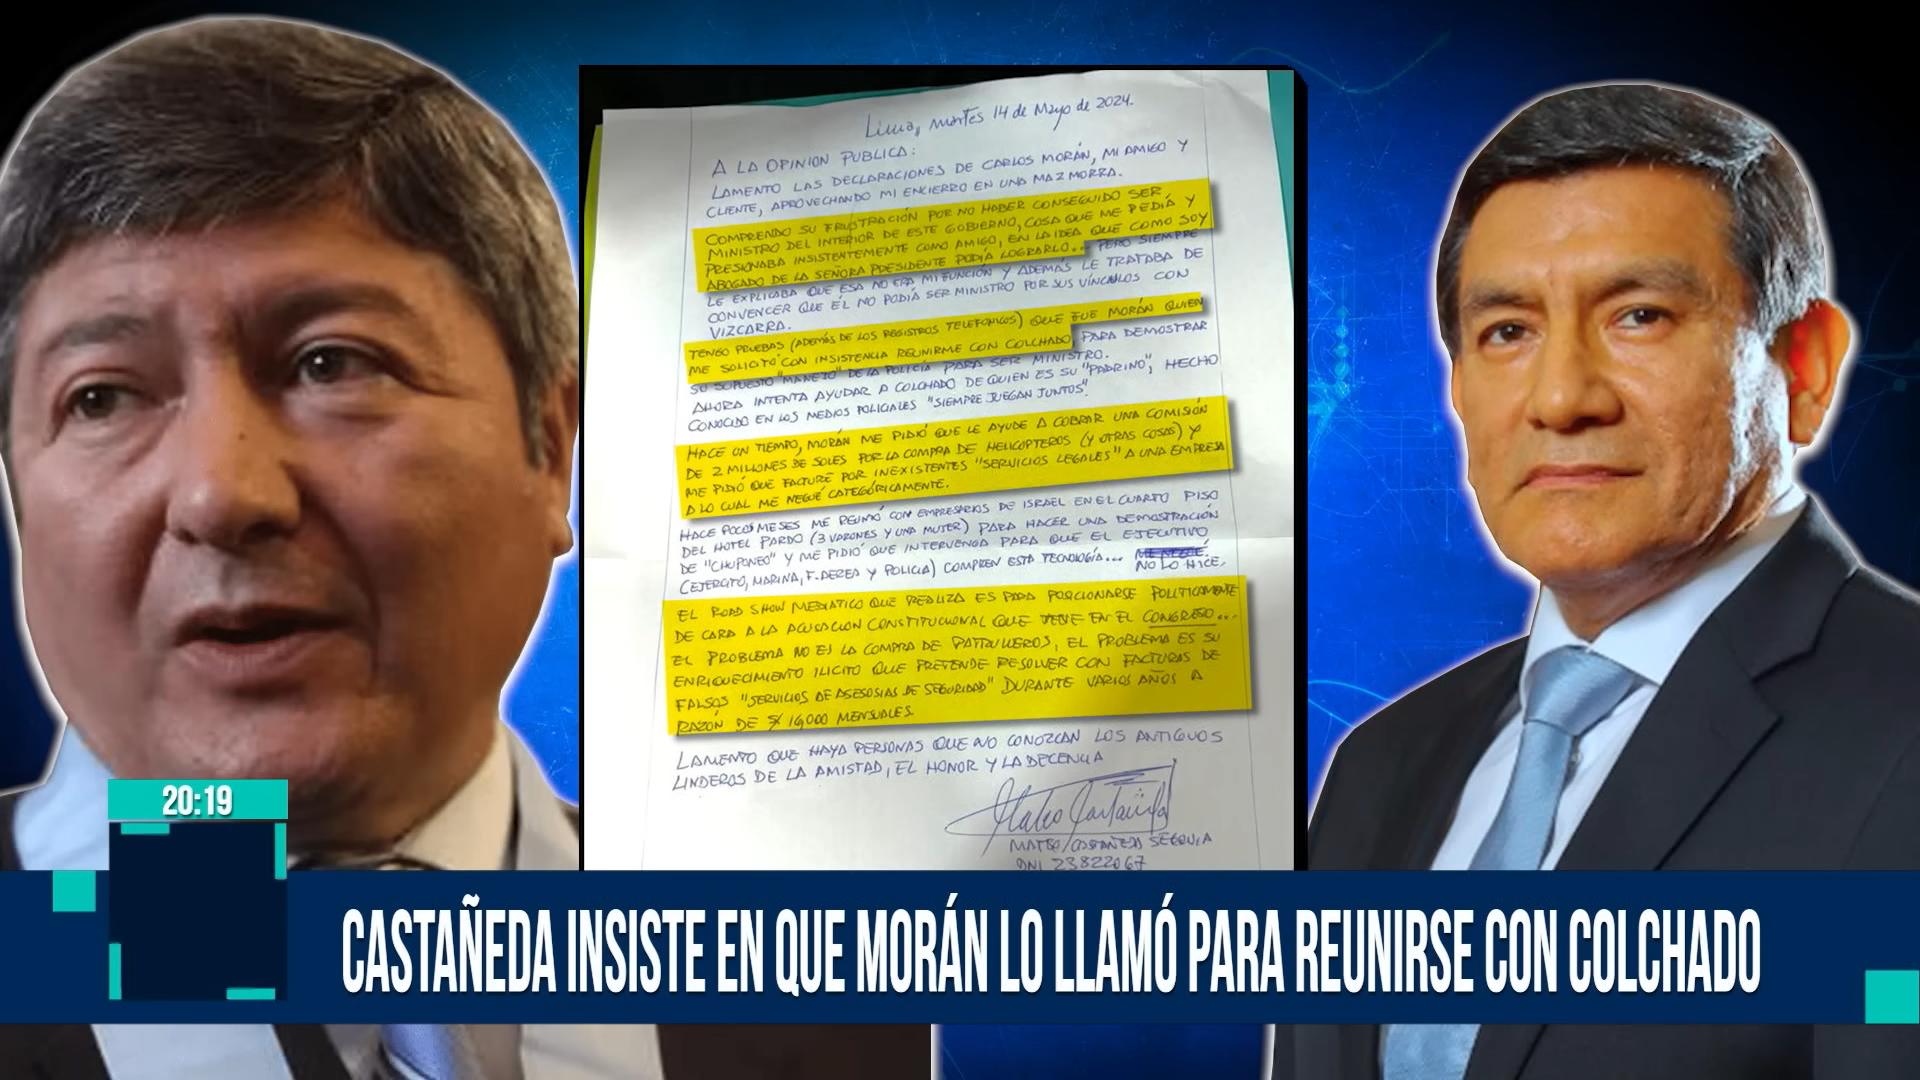 Lima, martes 14 de Mayo de 2024.
A LA OPINION PUBLICA:
LAMENTO LAS DECLARACIONES DE CARLOS MORÁN, MI AMIGO Y
CLIENTE, APROVECHANDO MI ENCIERRO EN UNA MAZMORRA.
COMPRENDO SU FRUSTRACIÓN POR NO HABER CONSEGUIDO SER
MINISTRO DEL INTERIOR DE ESTE GOBIERNO, COSA QUE ME PEDIA Y
PRESIONABA INSISTENTEMENTE COMO AMIGO, EN LA IDEA QUE COMO SOY
ABOGADO DE LA SEÑORA PRESIDENTE PODÍA LOGRARLO... PERO SIEMPRE
LE EXPLICABA QUE ESA NO ERA MI FUNCIÓN Y ADEMÁS LE TRATABA DE
CONVENCER QUE ÉL NO PODÍA SER MINISTRO POR SUS VÍNCULOS CON
VIZCARRA.
TENGO PRUEBAS (ADEMÁS DE LOS REGISTROS TELEFONICOS) QUE FUE MORÁN QUIEN
ME SOLICITÓ CON INSISTENCIA REUNIRME CON COLCHADO, PARA DEMOSTRAR
SU SUPUESTO "MANEJO" DE LA POLICÍA PARA SER MINISTRO.
AHORA INTENTA AYUDAR A COLCHADO DE QUIEN ES SU "PADRINO", HECHO
CONOCIDO EN LOS MEDIOS POLICIALES "SIEMPRE JUEGAN JUNTOS".
HACE UN TIEMPO, MORÁN ME PIDIÓ QUE LE AYUDE A COBRAR UNA COMISIÓN
DE 2 MILLONES DE SOLES POR LA COMPRA DE HELICOPTEROS (Y OTRAS COSAS) Y
ME PIDIÓ QUE FACTURE POR INEXISTENTES "SERVICIOS LEGALES" A UNA EMPRESA
A LO CUAL ME NEGUÉ CATEGÓRICAMENTE.
HACE POCOS MESES ME REUNIÓ CON EMPRESARIOS DE ISRAEL EN EL CUARTO PISO
DEL HOTEL PARDO (3 VARONES Y UNA MUJER) PARA HACER UNA DEMOSTRACIÓN
DE "CHUPONEO" Y ME PIDIÓ QUE INTERVENGA PARA QUE EL EJECUTIVO
(EJERCITO, MARINA, F. AEREA Y POLICIA) COMPREN ESTA TECNOLOGÍA...
NO LO HICE.
EL ROAD SHOW MEDIATICO QUE REALIZA ES PARA POSICIONARSE POLITICAMENTE
DE CARA A LA ACUSACION CONSTITUCIONAL QUE TIENE EN EL CONGRESO...
EL PROBLEMA NO ES LA COMPRA DE PATRULLEROS, EL PROBLEMA ES SU
ENRIQUECIMIENTO ILICITO QUE PRETENDE RESOLVER CON FACTURAS DE
FALSOS "SERVICIOS DE ASESOSIAS DE SEGURIDAD" DURANTE VARIOS AÑOS A
RAZÓN DE S/ 19,000 MENSUALES.
LAMENTO QUE HAYA PERSONAS QUE NO CONOZCAN LOS ANTIGUOS
LINDEROS DE LA AMISTAD, EL HONOR Y LA DECENCIA
Mateo Castañeda
MATEO CASTAÑEDA SEGOVIA
DNI 23822067
20:19
CASTAÑEDA INSISTE EN QUE MORÁN LO LLAMÓ PARA REUNIRSE CON COLCHADO